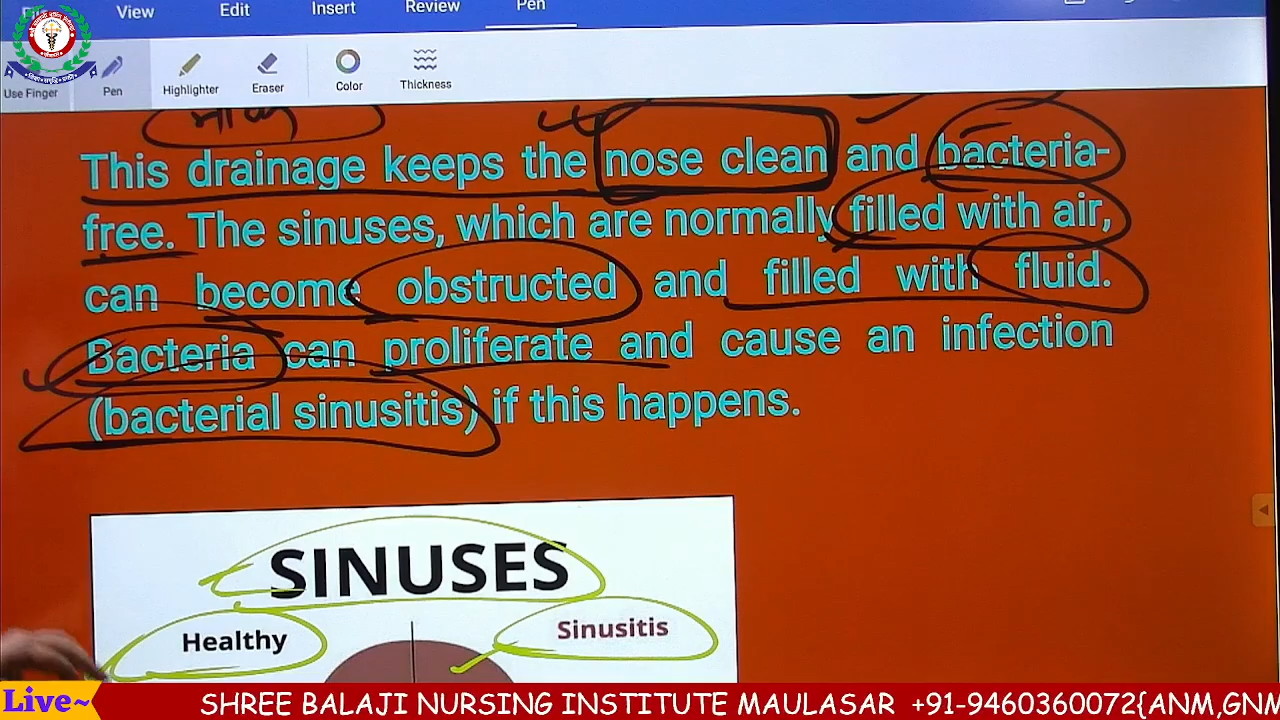 View Edit Insert Review Pen
Use Finger Pen Highlighter Eraser Color Thickness
This drainage keeps the nose clean and bacteria-
free. The sinuses, which are normally filled with air,
can become obstructed and filled with fluid.
Bacteria can proliferate and cause an infection
(bacterial sinusitis) if this happens.
SINUSES
Healthy Sinusitis
Live~ SHREE BALAJI NURSING INSTITUTE MAULASAR +91-9460360072{ANM,GNM